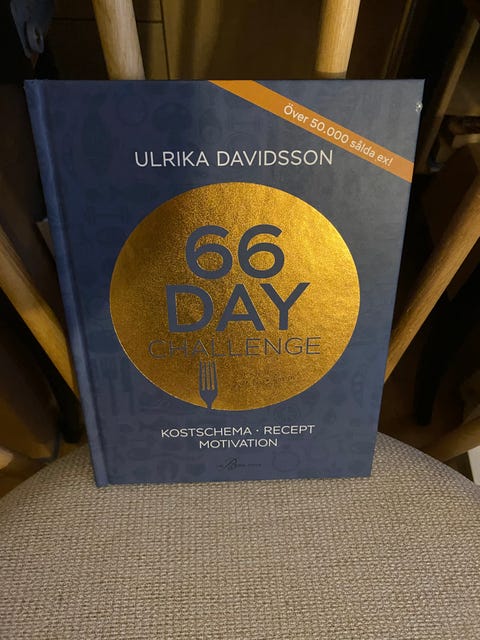 Över 50.000 sålda ex!
ULRIKA DAVIDSSON
66
DAY
CHALLENGE
KOSTSCHEMA · RECEPT
MOTIVATION